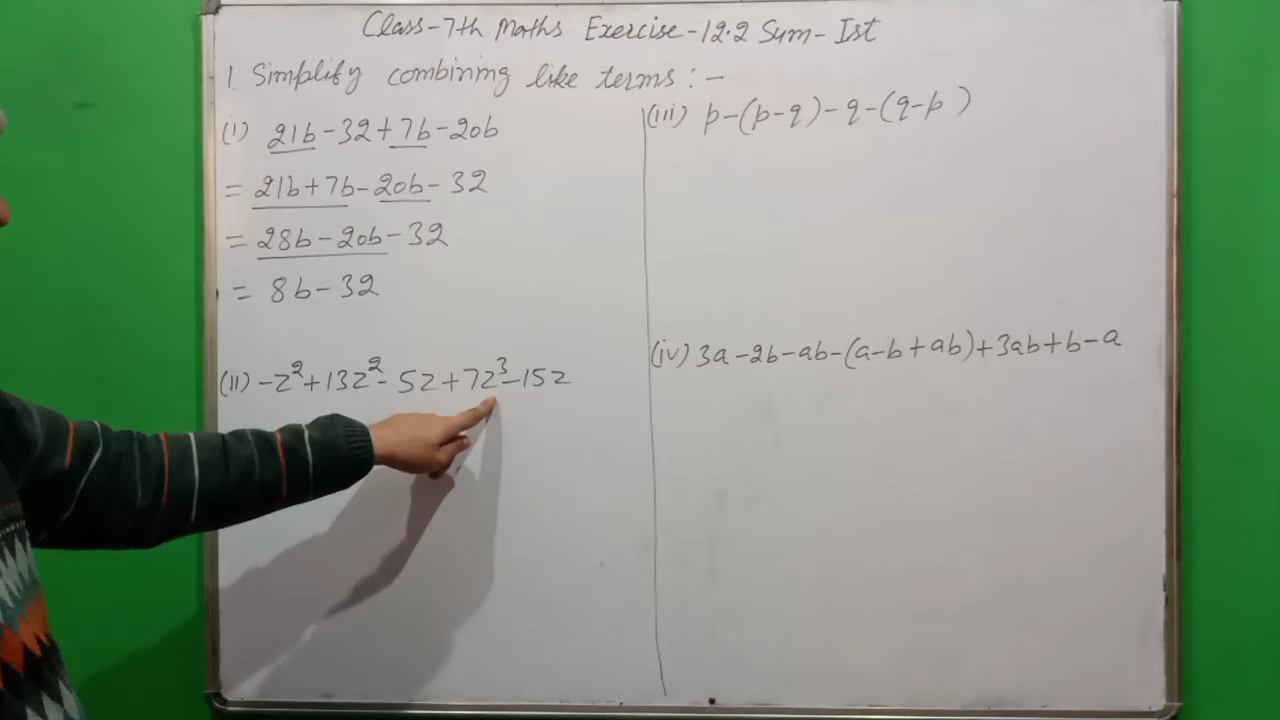 Class-7th Maths Exercise-12.2 Sum-Ist
1 Simplify combining like terms:-
(i) 21b-32+7b-20b
= 21b+7b-20b-32
= 28b-20b-32
= 8b-32
(ii) -z²+13z²-5z+7z³-15z
(iii) p-(p-q)-q-(q-p)
(iv) 3a-2b-ab-(a-b+ab)+3ab+b-a